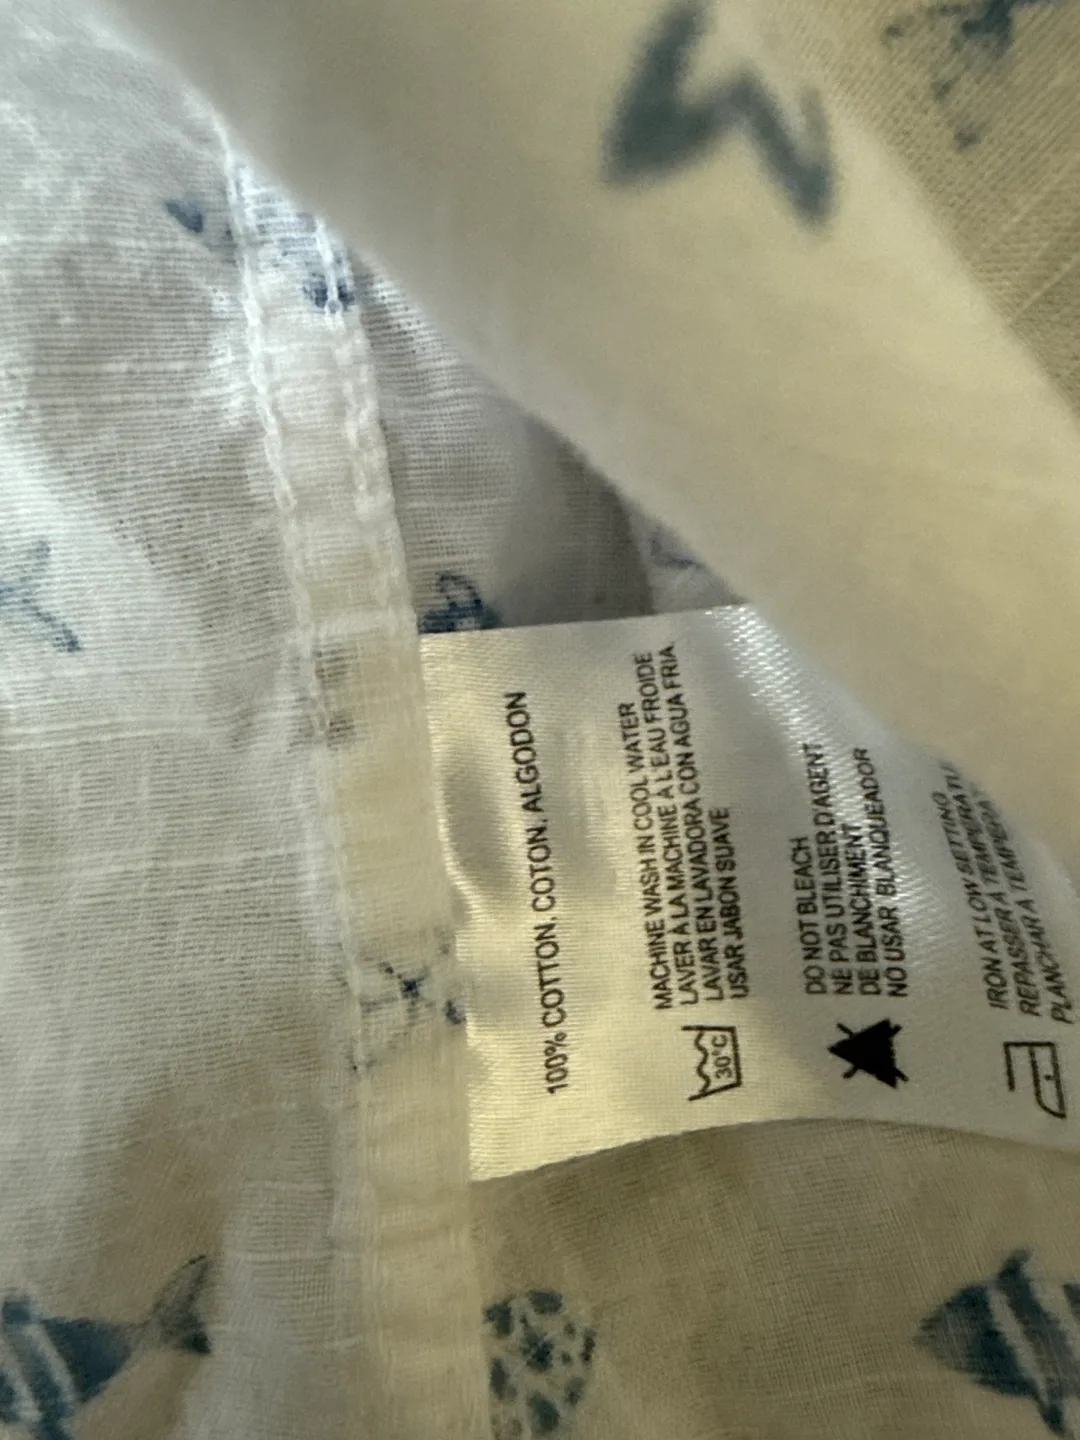 100% COTTON. COTON. ALGODON
MACHINE WASH IN COOL WATER
LAVER À LA MACHINE À L'EAU FROIDE
LAVAR EN LAVADORA CON AGUA FRIA
USAR JABON SUAVE
30°C
DO NOT BLEACH
NE PAS UTILISER D'AGENT
DE BLANCHIMENT
NO USAR BLANQUEADOR
IRON AT LOW SETTING
REPASSER À
PLANCHAR A